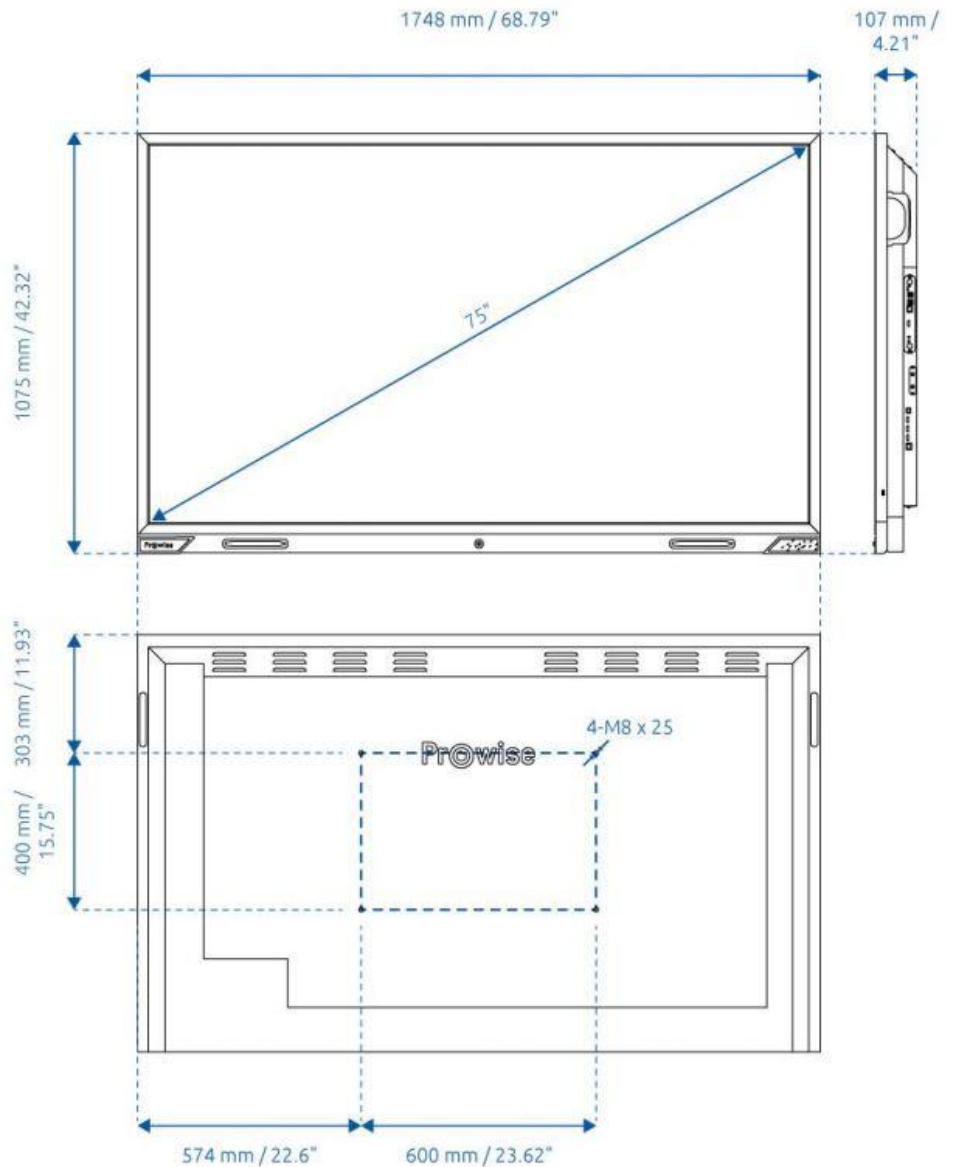 1748 mm / 68.79"
107 mm /
4.21"
1075 mm / 42.32"
75"
Prowise
303 mm / 11.93"
400 mm /
15.75"
4-M8 x 25
Prowise
574 mm / 22.6"
600 mm / 23.62"